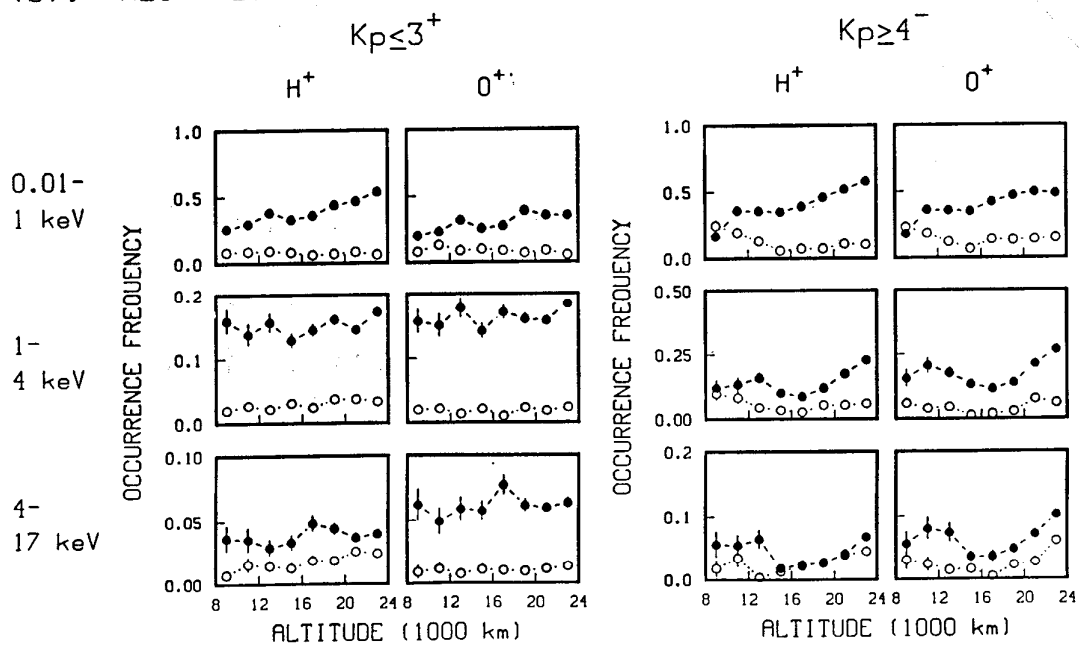 Kp≤3⁺ Kp≥4⁻
H⁺ O⁺ H⁺ O⁺
0.01-
1 keV
1-
4 keV
4-
17 keV
OCCURRENCE FREQUENCY
1.0
0.5
0.0
0.2
0.1
0.0
0.10
0.05
0.00
8 12 16 20 24 8 12 16 20 24
ALTITUDE (1000 km)
OCCURRENCE FREQUENCY
1.0
0.5
0.0
0.50
0.25
0.00
0.2
0.1
0.0
8 12 16 20 24 8 12 16 20 24
ALTITUDE (1000 km)